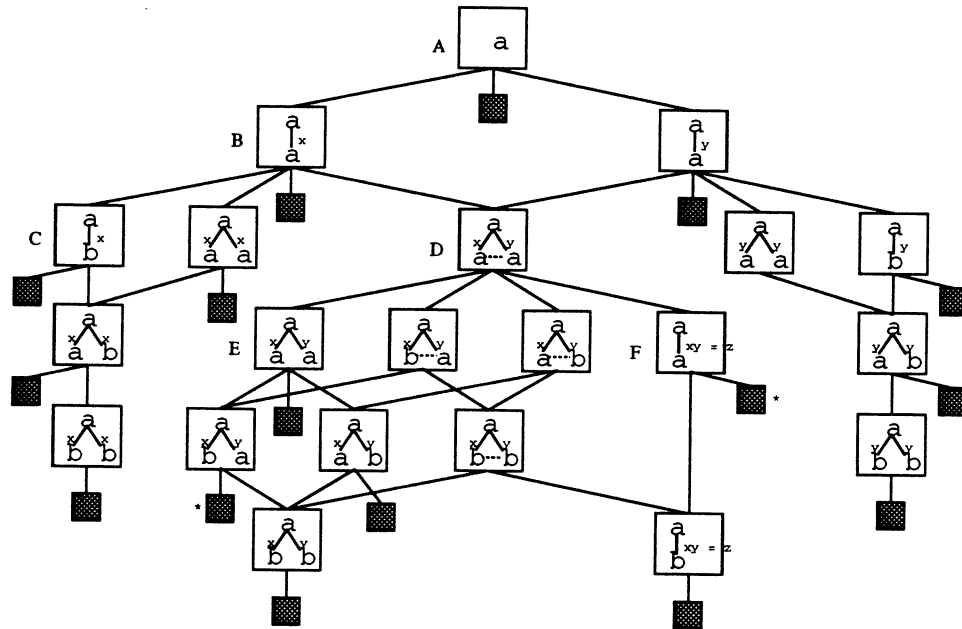 A a
a
B x
a
a
y
a
a
C x
b
a
x x
a a
a
D x y
a---- a
a
y y
a a
a
y
b
a
x x
a b
a
E x y
a a
a
x y
b---- a
a
x y
a---- b
a
F xy = z
a
a
y y
a b
a
x x
b b
a
x y
b a
a
x y
a b
a
x y
b---- b
*
a
y y
b b
*
a
x y
b b
a
xy = z
b